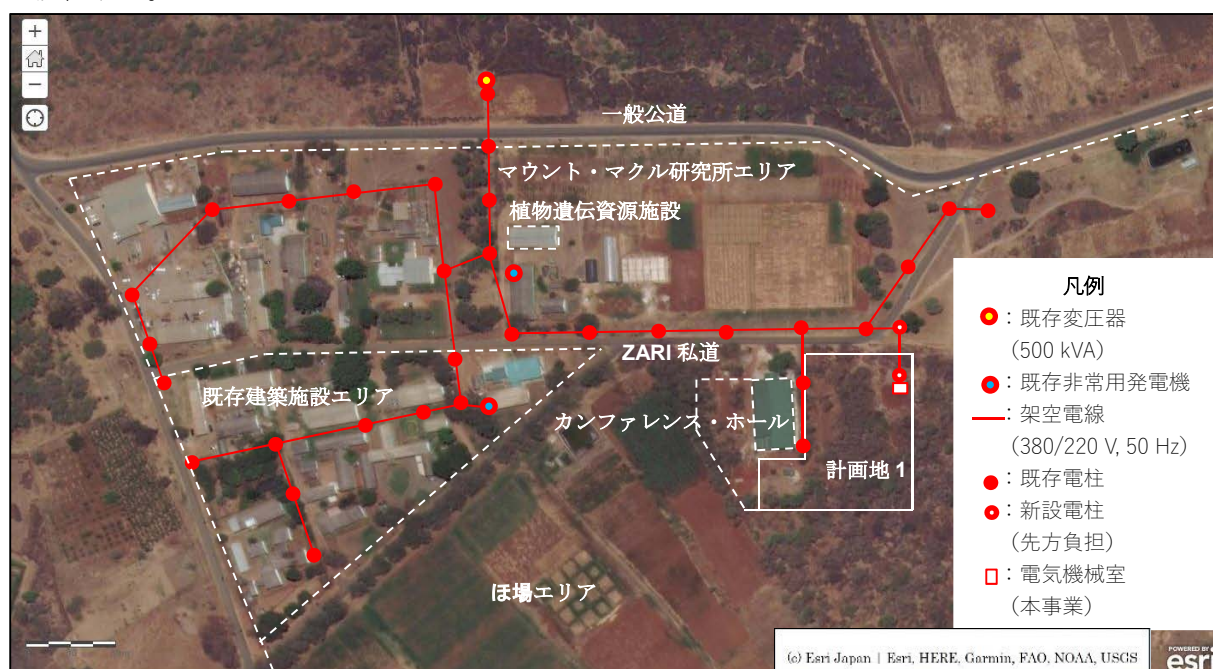 +
−
一般公道
マウント・マクル研究所エリア
植物遺伝資源施設
ZARI 私道
既存建築施設エリア
カンファレンス・ホール
計画地 1
ほ場エリア
凡例
：既存変圧器
(500 kVA)
：既存非常用発電機
：架空電線
(380/220 V, 50 Hz)
：既存電柱
：新設電柱
(先方負担)
：電気機械室
(本事業)
(c) Esri Japan | Esri, HERE, Garmin, FAO, NOAA, USGS
POWERED BY
esri